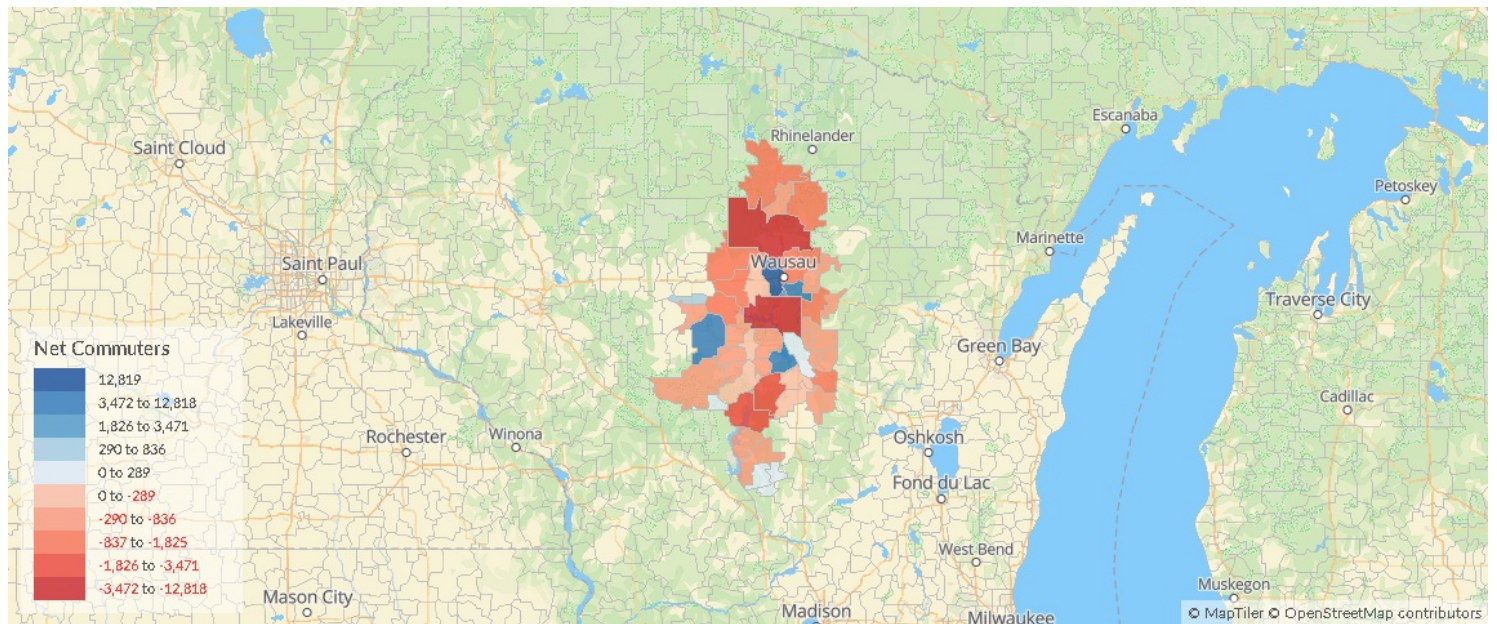 Escanaba
Rhinelander
Saint Cloud
Petoskey
Marinette
Wausau
Saint Paul
Traverse City
Lakeville
Green Bay
Net Commuters
12,819
3,472 to 12,818
1,826 to 3,471
290 to 836
0 to 289
0 to -289
-290 to -836
-837 to -1,825
-1,826 to -3,471
-3,472 to -12,818
Cadillac
Rochester
Winona
Oshkosh
Fond du Lac
West Bend
Muskegon
Mason City
Madison
Milwaukee
© MapTiler © OpenStreetMap contributors